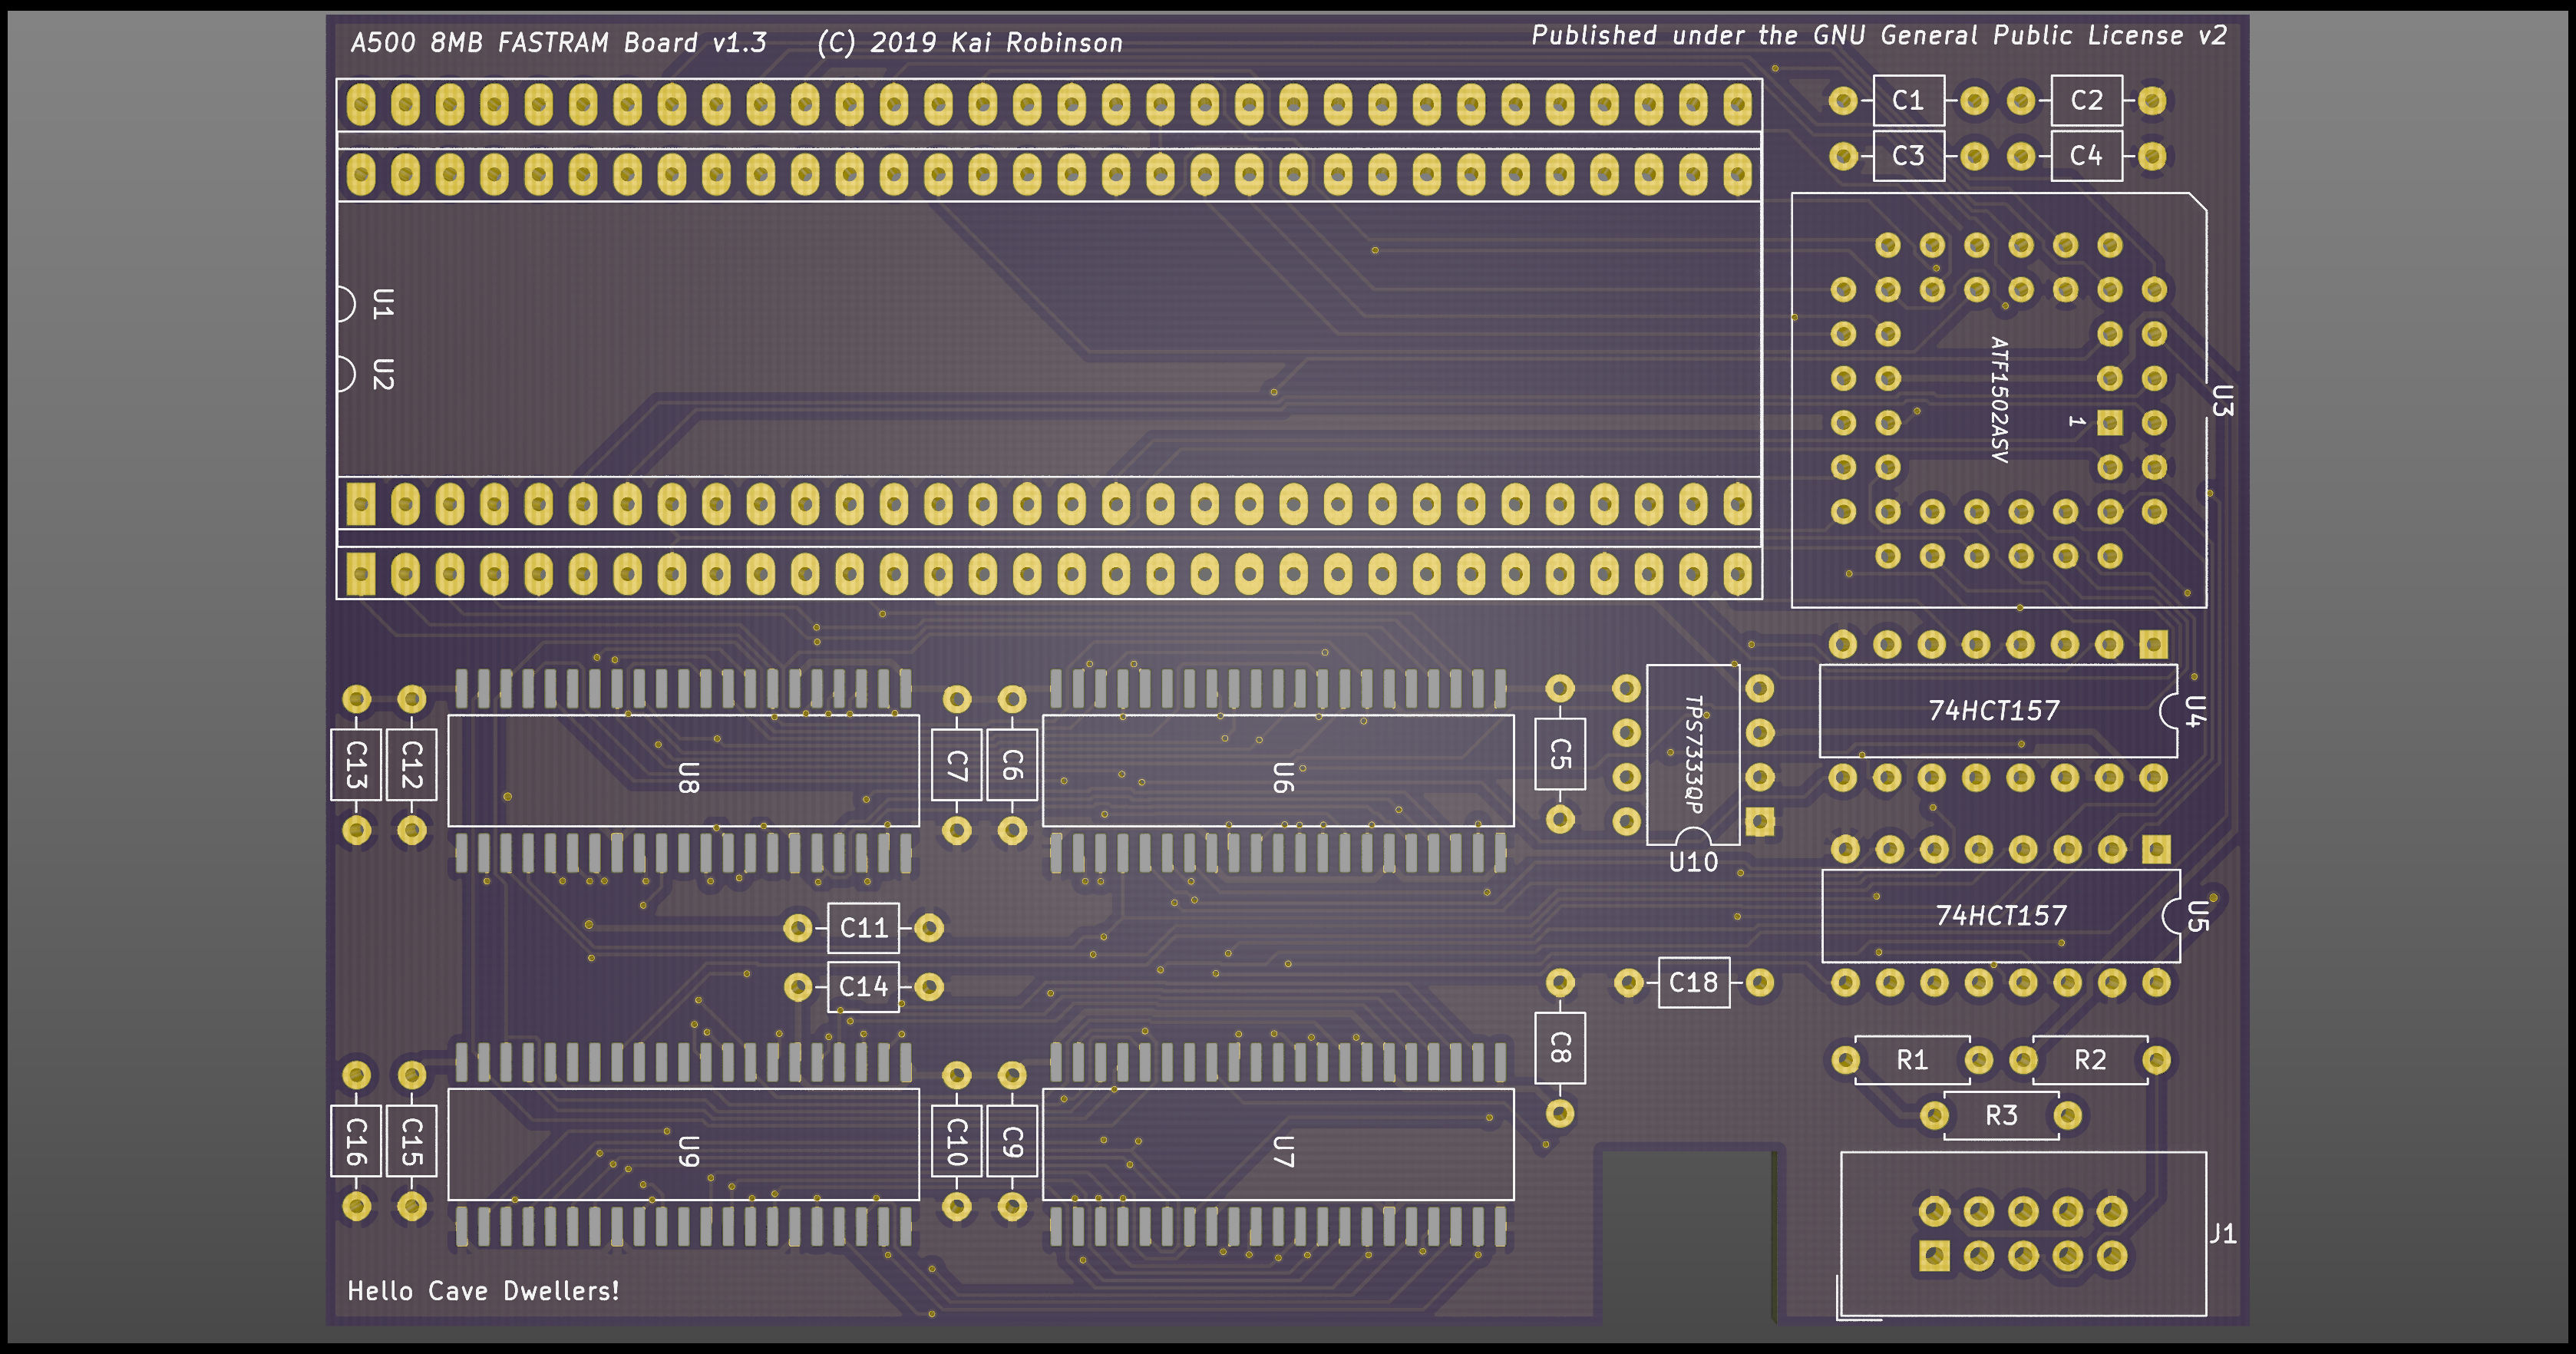 A500 8MB FASTRAM Board v1.3 (C) 2019 Kai Robinson
Published under the GNU General Public License v2
C1
C2
C3
C4
U1
U2
ATF1502ASV
1
U3
C13
C12
U8
C7
C6
U6
C5
TPS7333QP
U10
74HCT157
U4
74HCT157
U5
C11
C14
C18
C8
R1
R2
R3
C16
C15
U9
C10
C9
U7
J1
Hello Cave Dwellers!